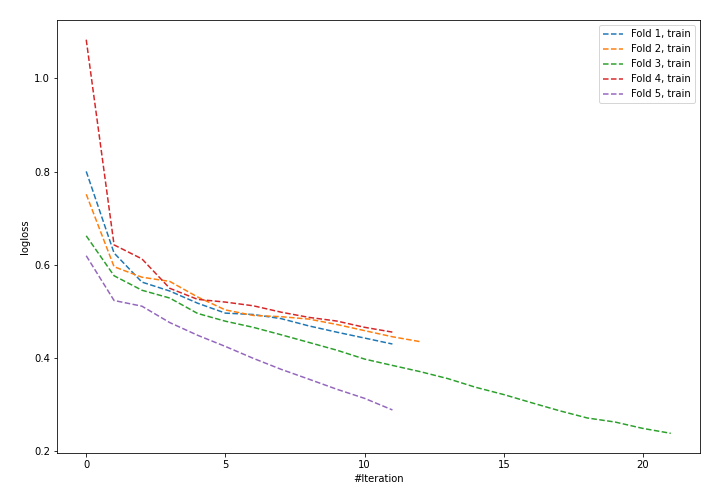 Fold 1, train
Fold 2, train
Fold 3, train
Fold 4, train
Fold 5, train
1.0
0.8
0.6
0.4
0.2
logloss
0
5
10
15
20
#Iteration